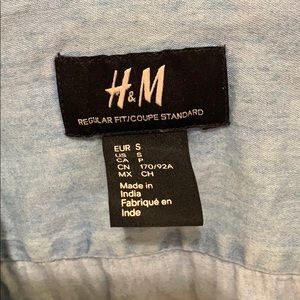 H&M
REGULAR FIT/COUPE STANDARD
EUR S
US S
CA P
CN 170/92A
MX CH
Made in
India
Fabriqué en
Inde